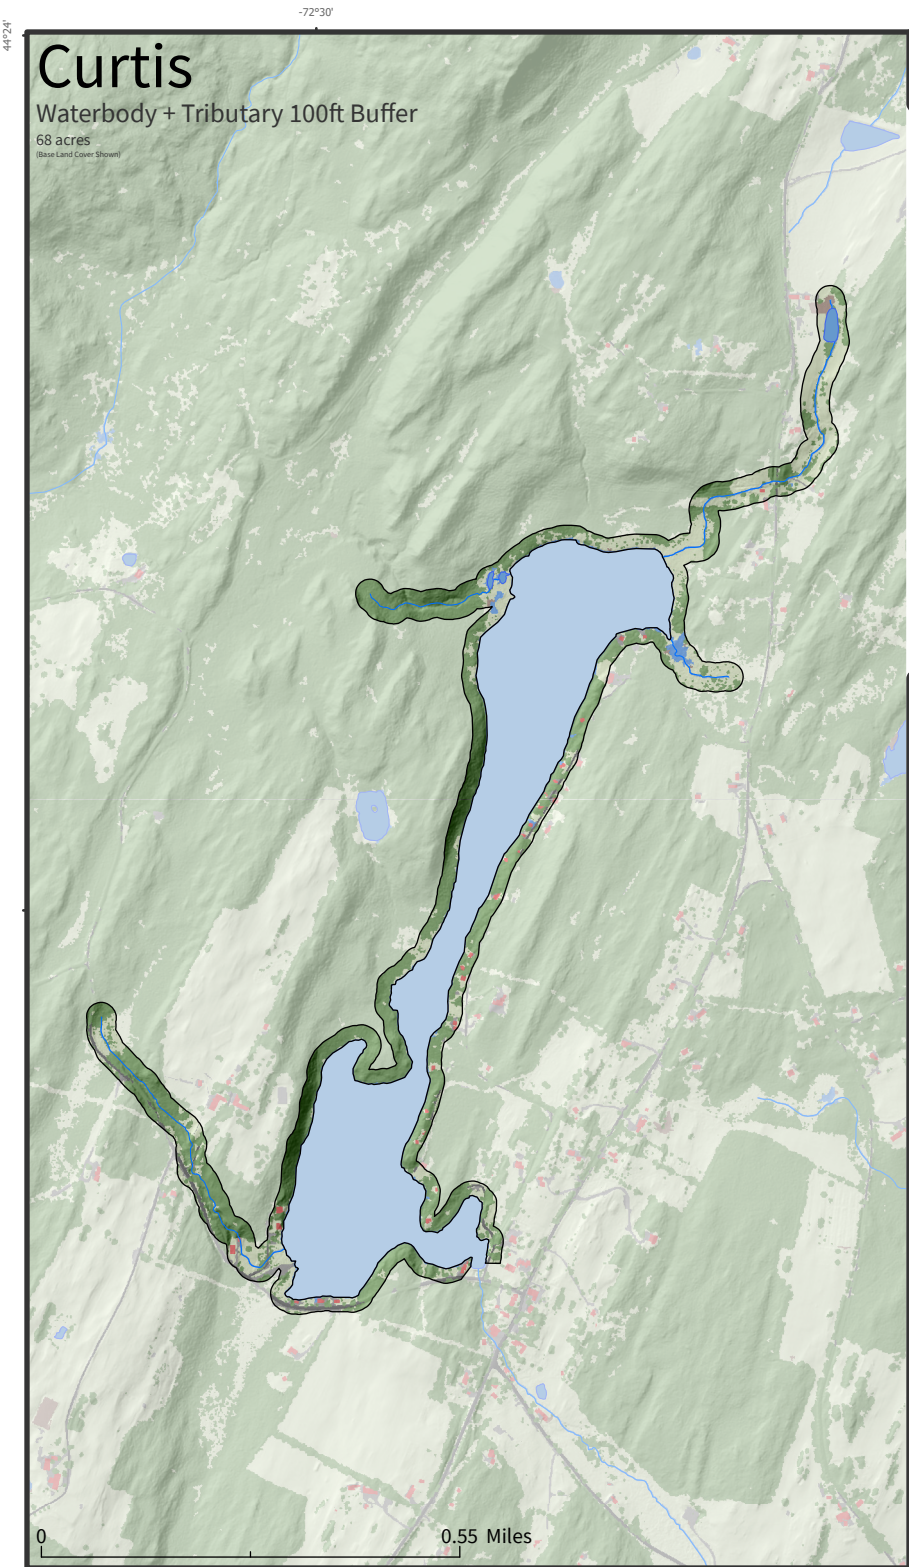 -72°30'
44°24'
Curtis
Waterbody + Tributary 100ft Buffer
68 acres
(Base Land Cover Shown)
0 0.55 Miles